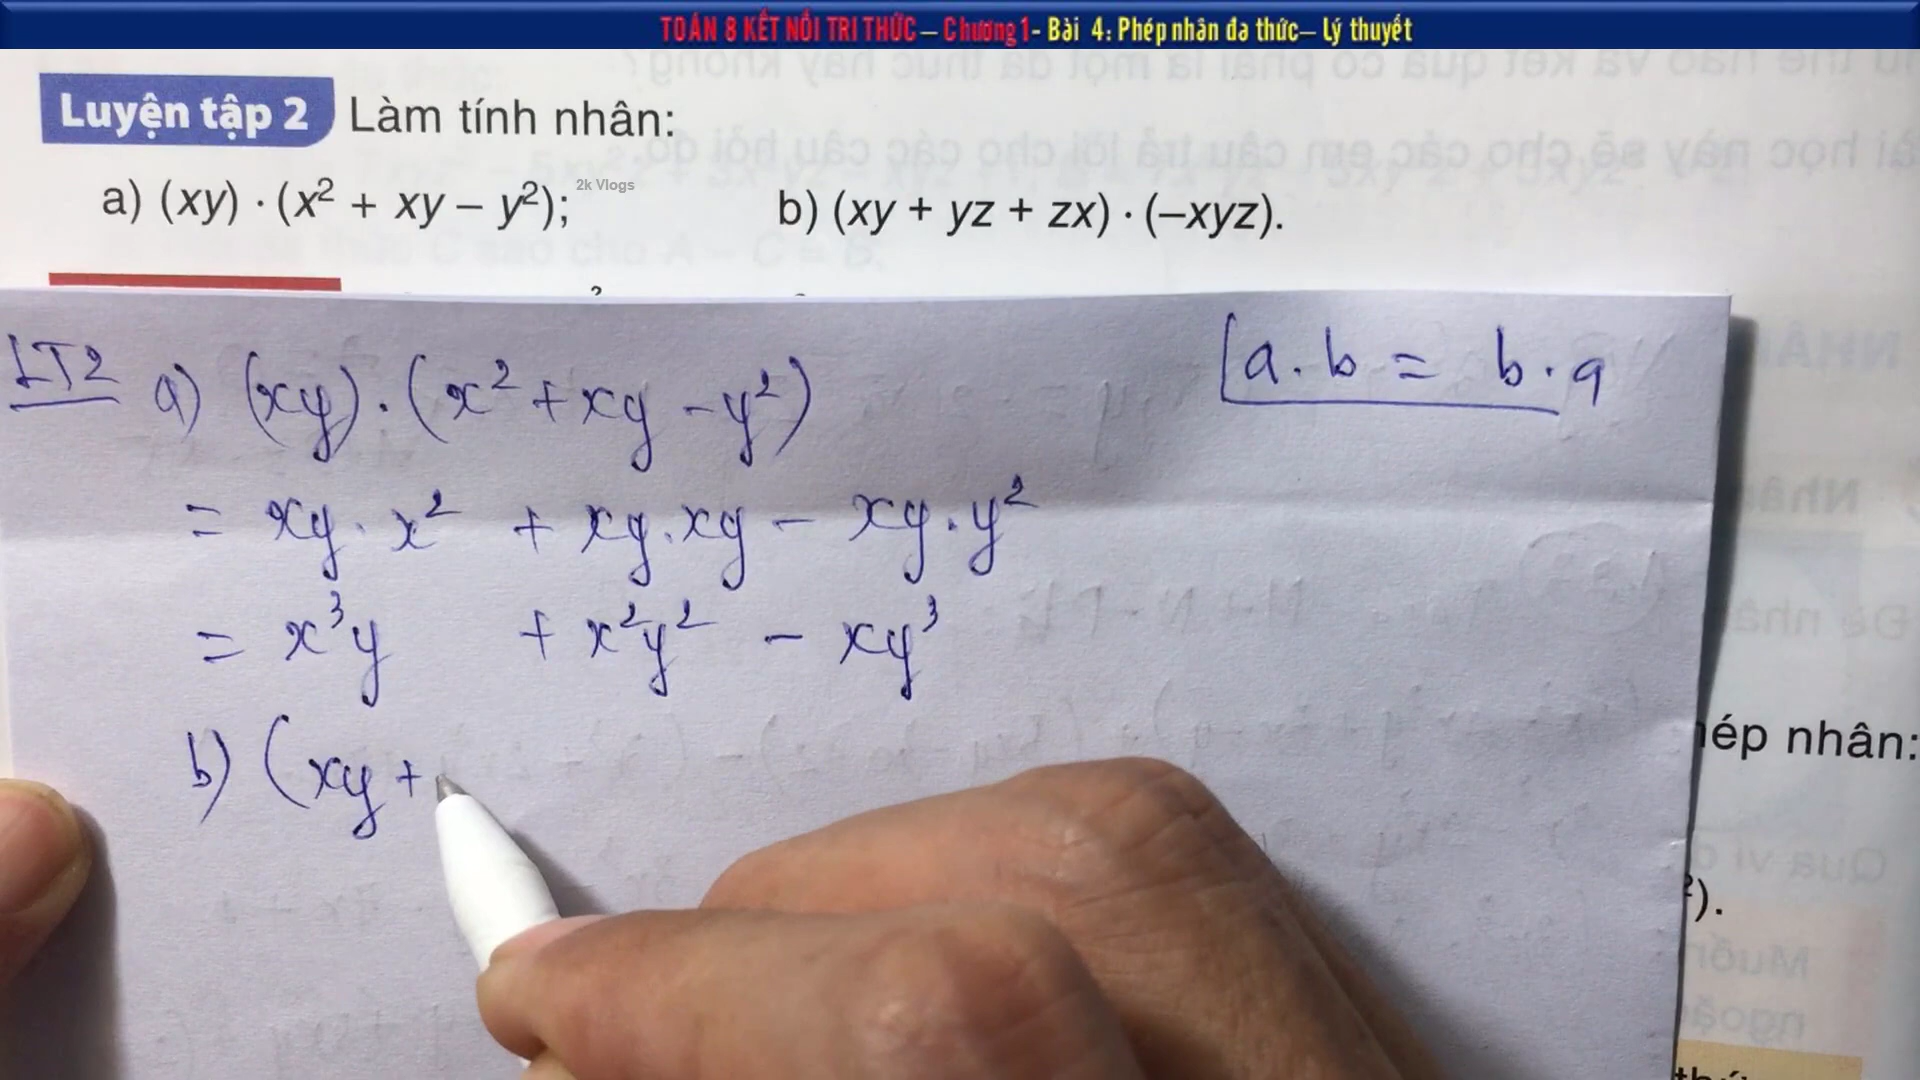 TOÁN 8 KẾT NỐI TRI THỨC – Chương 1 - Bài 4: Phép nhân đa thức – Lý thuyết
Luyện tập 2 Làm tính nhân:
a) (xy) · (x² + xy – y²); b) (xy + yz + zx) · (–xyz).
2k Vlogs
LT2 a) (xy) . (x² + xy - y²)
a . b = b . a
= xy . x² + xy . xy - xy . y²
= x³y + x²y² - xy³
b) (xy +
hép nhân:
²).